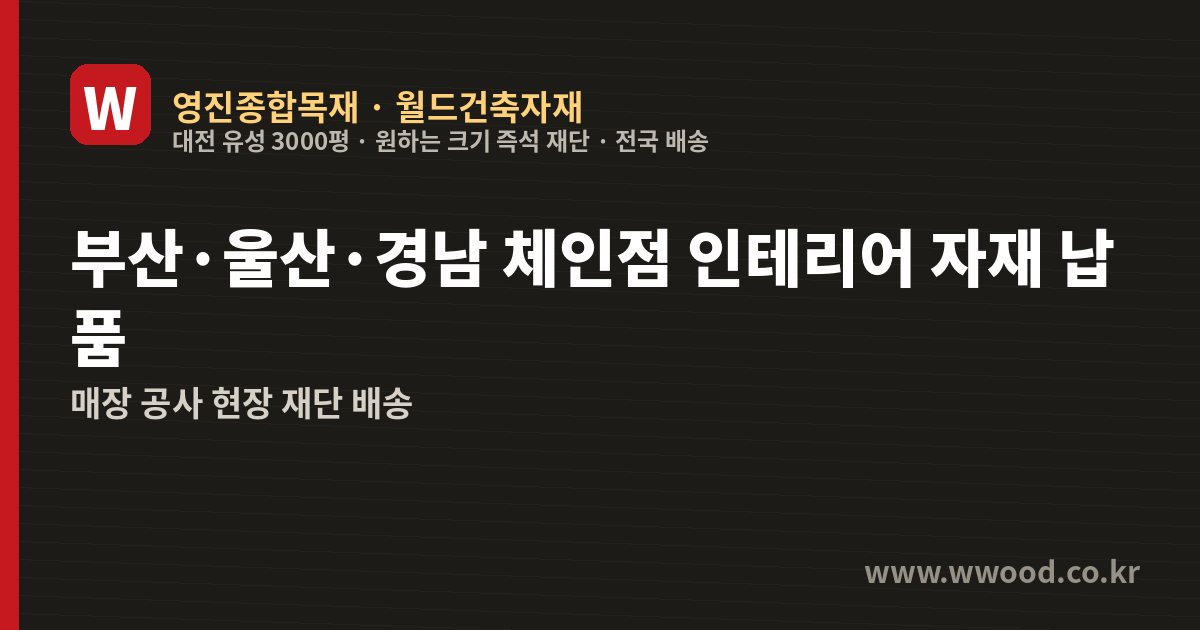 W
영진종합목재 · 월드건축자재
대전 유성 3000평 · 원하는 크기 즉석 재단 · 전국 배송
부산·울산·경남 체인점 인테리어 자재 납
품
매장 공사 현장 재단 배송
www.wwood.co.kr